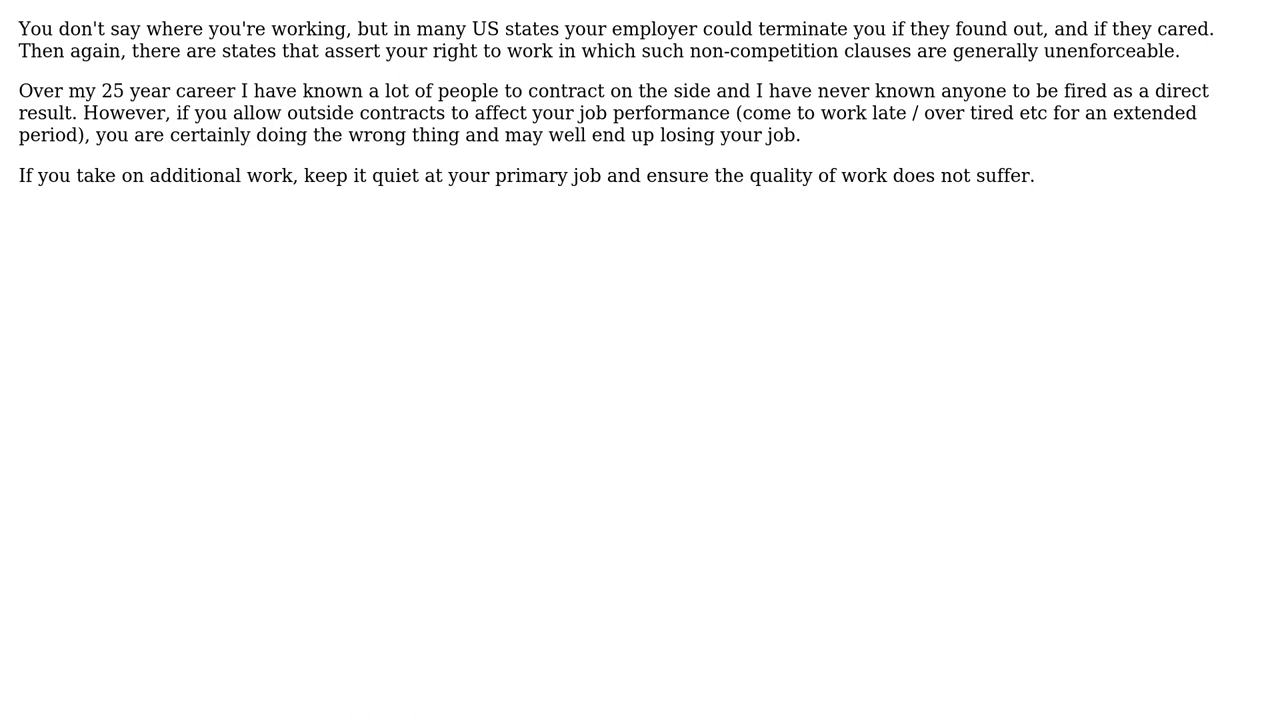 You don't say where you're working, but in many US states your employer could terminate you if they found out, and if they cared.
Then again, there are states that assert your right to work in which such non-competition clauses are generally unenforceable.
Over my 25 year career I have known a lot of people to contract on the side and I have never known anyone to be fired as a direct
result. However, if you allow outside contracts to affect your job performance (come to work late / over tired etc for an extended
period), you are certainly doing the wrong thing and may well end up losing your job.
If you take on additional work, keep it quiet at your primary job and ensure the quality of work does not suffer.